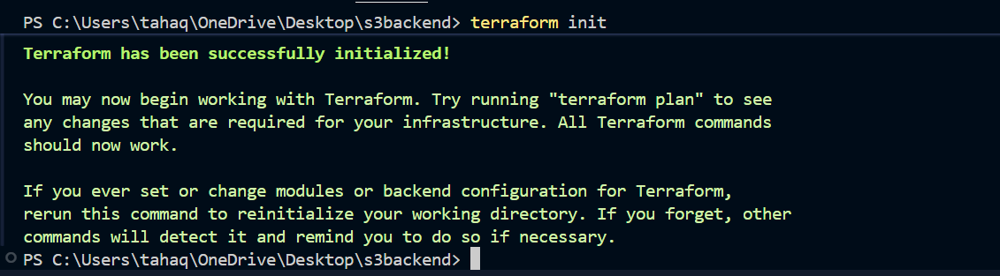 PS C:\Users\tahaq\OneDrive\Desktop\s3backend> terraform init
Terraform has been successfully initialized!
You may now begin working with Terraform. Try running "terraform plan" to see
any changes that are required for your infrastructure. All Terraform commands
should now work.
If you ever set or change modules or backend configuration for Terraform,
rerun this command to reinitialize your working directory. If you forget, other
commands will detect it and remind you to do so if necessary.
PS C:\Users\tahaq\OneDrive\Desktop\s3backend>